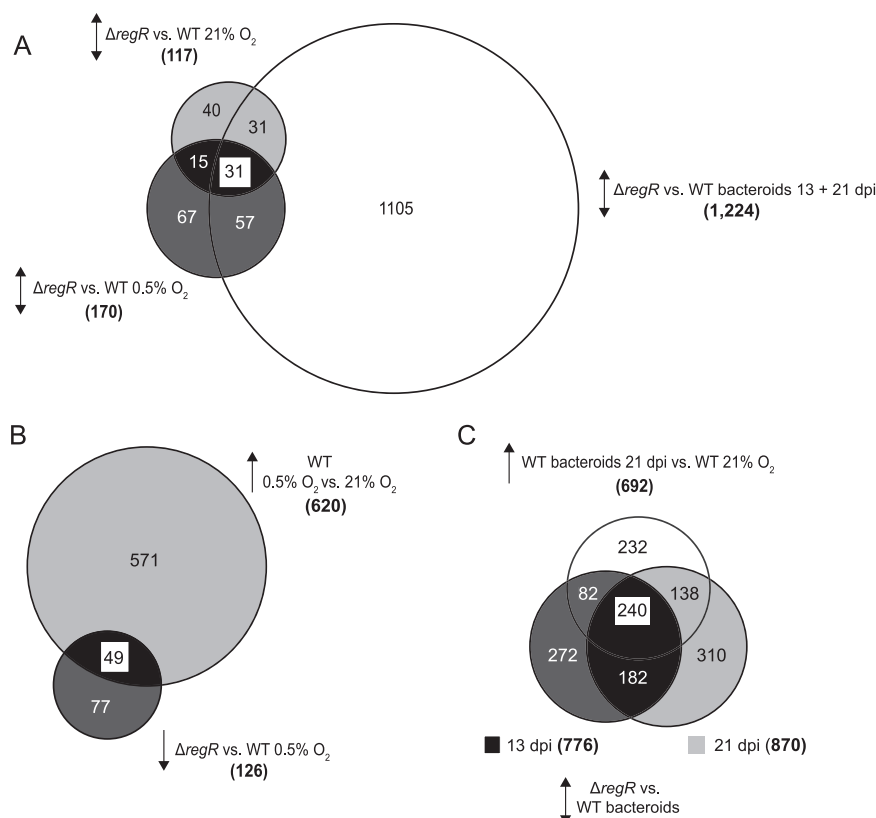 A
ΔregR vs. WT 21% O₂
(117)
40
31
15
31
67
57
1105
ΔregR vs. WT bacteroids 13 + 21 dpi
(1,224)
ΔregR vs. WT 0.5% O₂
(170)
B
WT
0.5% O₂ vs. 21% O₂
(620)
571
49
77
ΔregR vs. WT 0.5% O₂
(126)
C
WT bacteroids 21 dpi vs. WT 21% O₂
(692)
232
82
240
138
272
182
310
13 dpi (776)
21 dpi (870)
ΔregR vs.
WT bacteroids